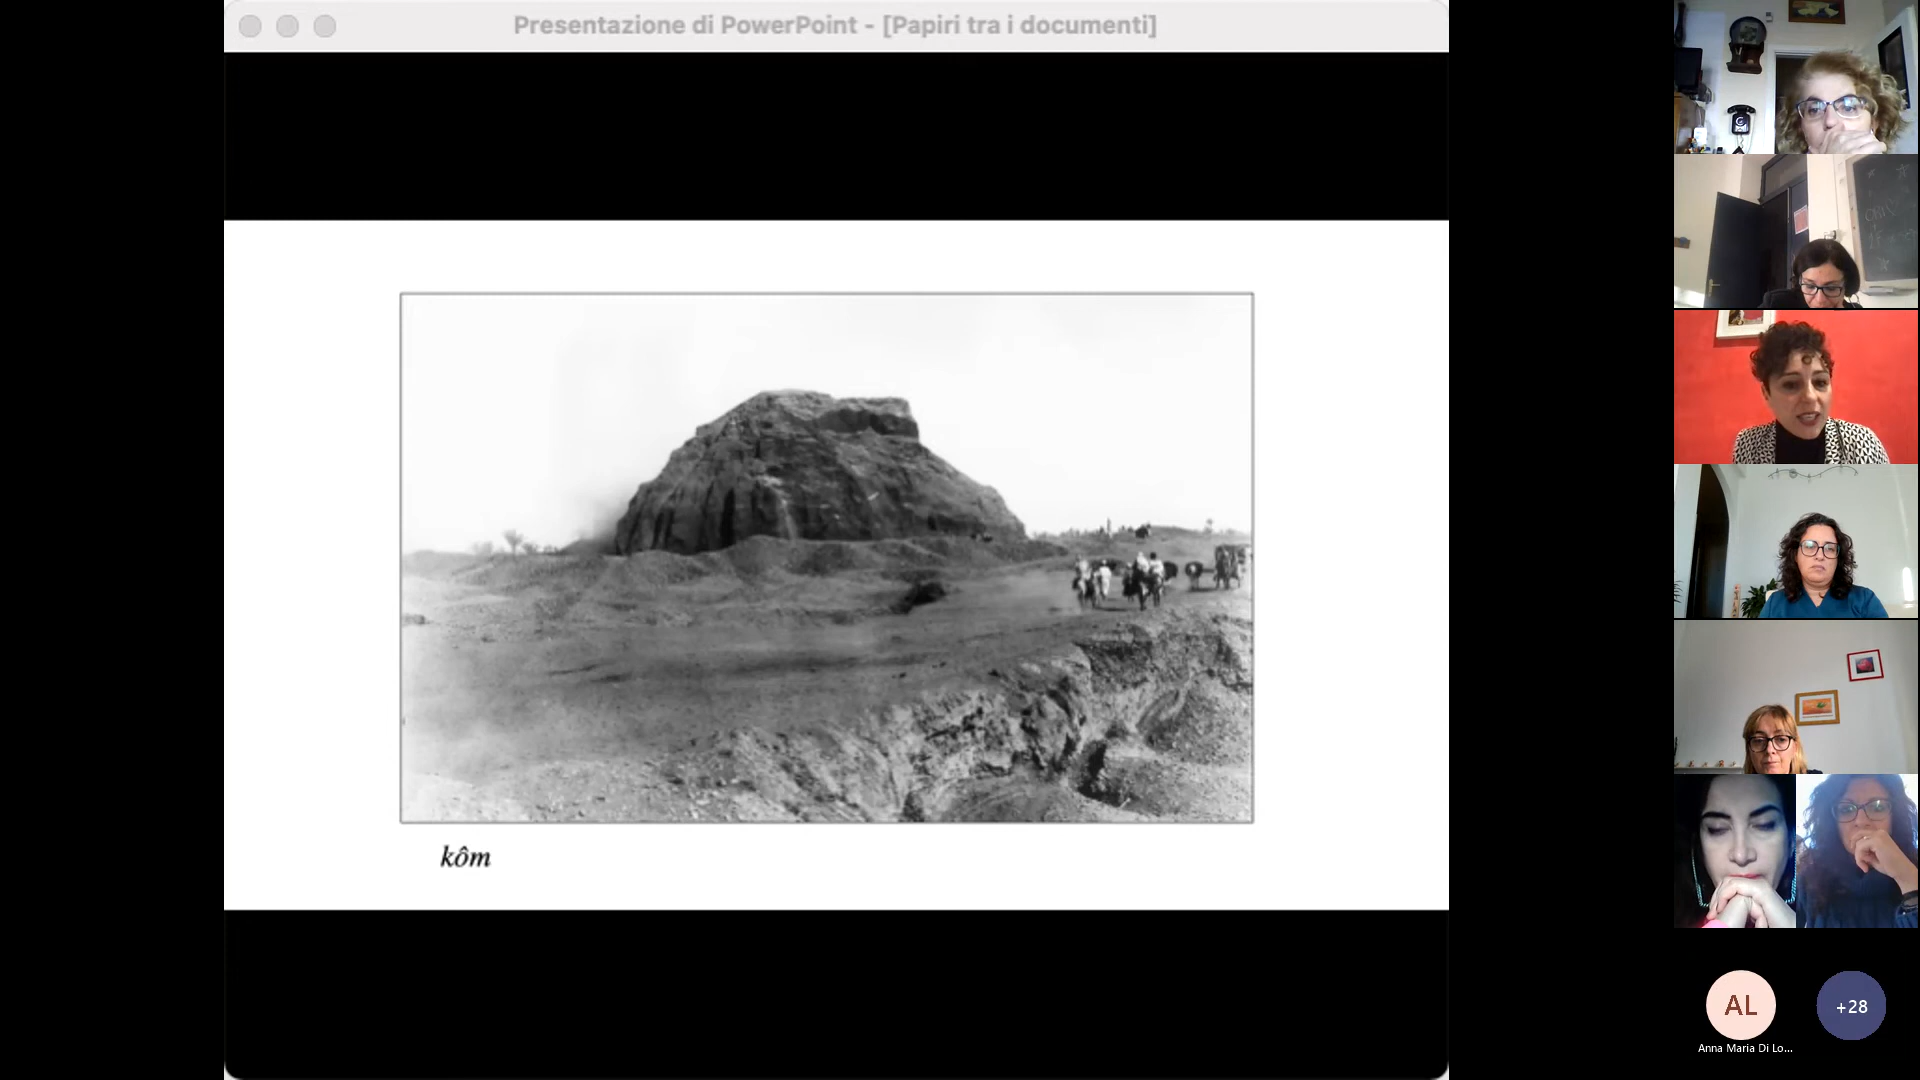 Presentazione di PowerPoint - [Papiri tra i documenti]
kôm
AL
+28
Anna Maria Di Lo...